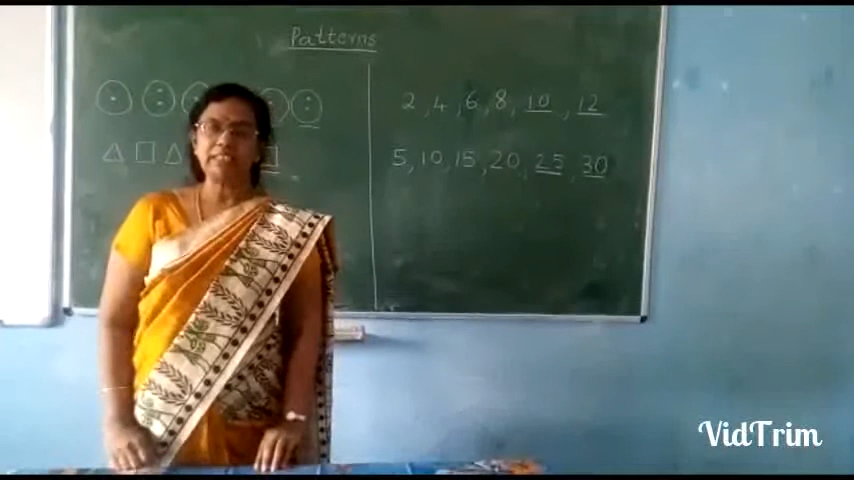 Patterns
2, 4, 6, 8, 10, 12
5, 10, 15, 20, 25, 30
VidTrim